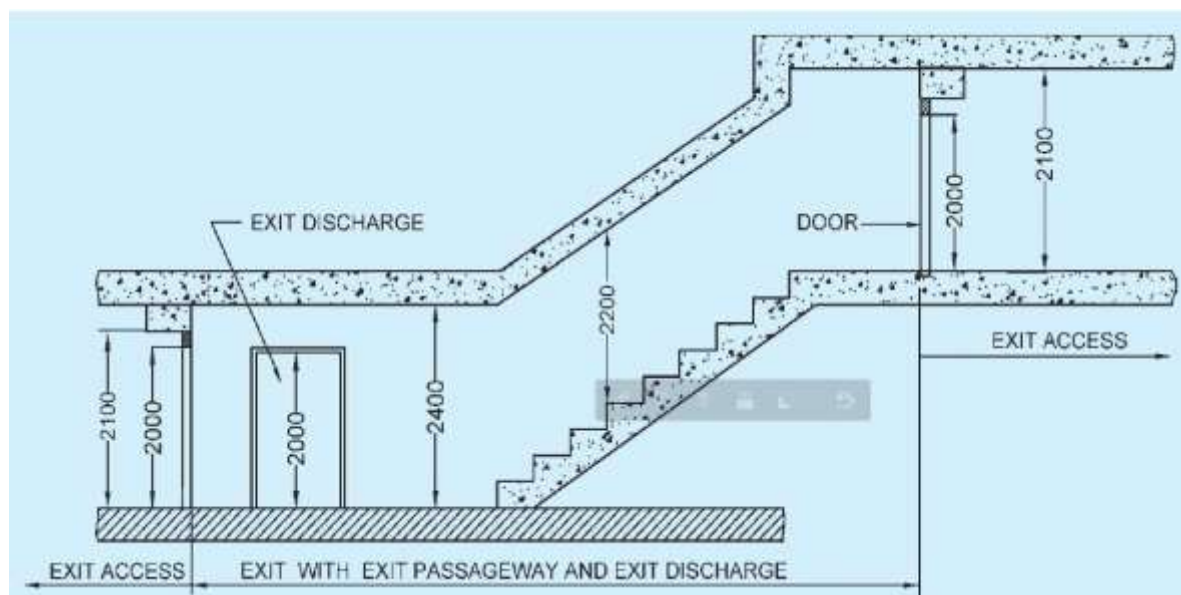 EXIT DISCHARGE
DOOR
2000
2100
2200
EXIT ACCESS
2100
2000
2000
2400
EXIT ACCESS
EXIT WITH EXIT PASSAGEWAY AND EXIT DISCHARGE